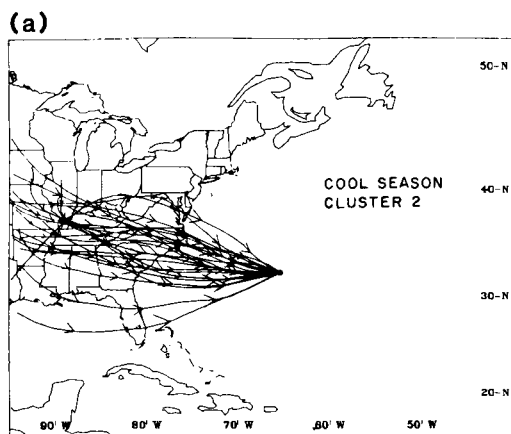 (a)
50-N
COOL SEASON
CLUSTER 2
40-N
30-N
20-N
90' W 80' W 70' W 60' W 50' W